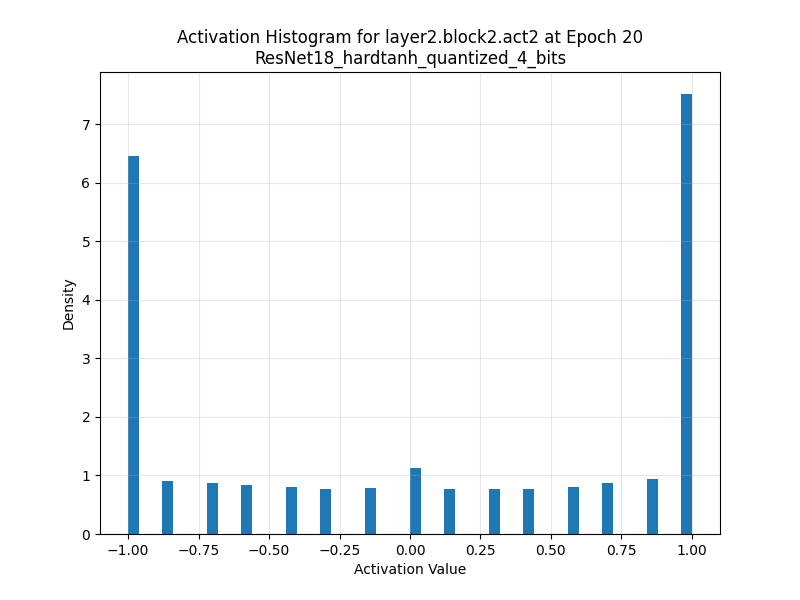 Activation Histogram for layer2.block2.act2 at Epoch 20
ResNet18_hardtanh_quantized_4_bits
7
6
5
4
3
2
1
0
Density
−1.00 −0.75 −0.50 −0.25 0.00 0.25 0.50 0.75 1.00
Activation Value